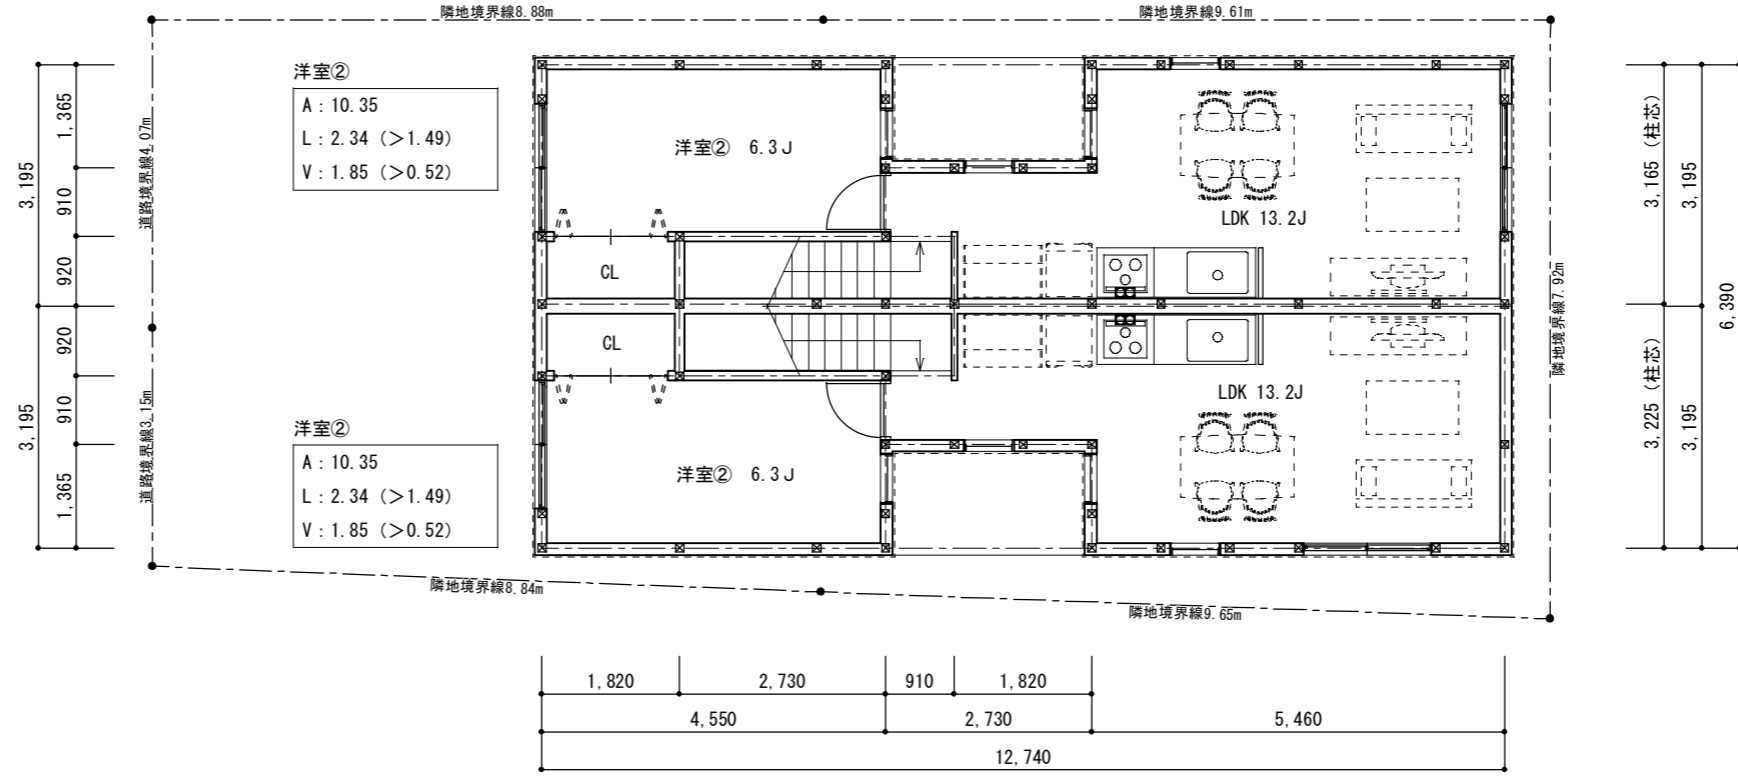 隣地境界線8.88m
隣地境界線9.61m
洋室②
A：10.35
L：2.34（＞1.49）
V：1.85（＞0.52）
3,195
1,365
910
920
道路境界線4.07m
洋室②　6.3J
CL
LDK 13.2J
3,165（柱芯）
3,195
6,390
隣地境界線7.92m
3,195
920
910
1,365
道路境界線3.15m
洋室②
A：10.35
L：2.34（＞1.49）
V：1.85（＞0.52）
CL
洋室②　6.3J
LDK 13.2J
3,225（柱芯）
3,195
隣地境界線8.84m
隣地境界線9.65m
1,820
2,730
910
1,820
4,550
2,730
5,460
12,740